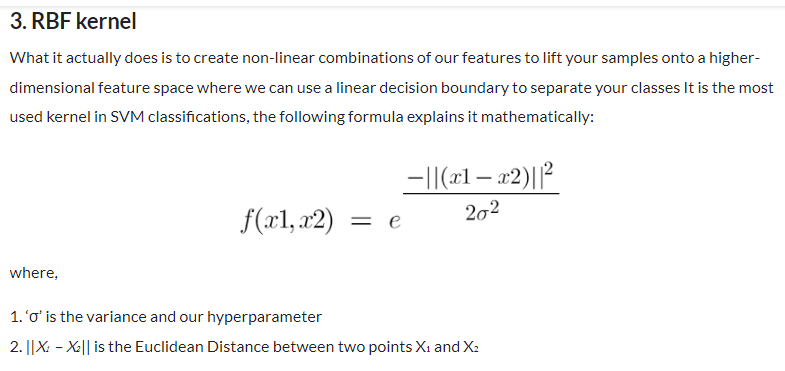 3. RBF kernel
What it actually does is to create non-linear combinations of our features to lift your samples onto a higher-
dimensional feature space where we can use a linear decision boundary to separate your classes It is the most
used kernel in SVM classifications, the following formula explains it mathematically:
f(x1, x2) = e^(−||(x1 − x2)||² / 2σ²)
where,
1. ‘σ’ is the variance and our hyperparameter
2. ||X₁ – X₂|| is the Euclidean Distance between two points X₁ and X₂